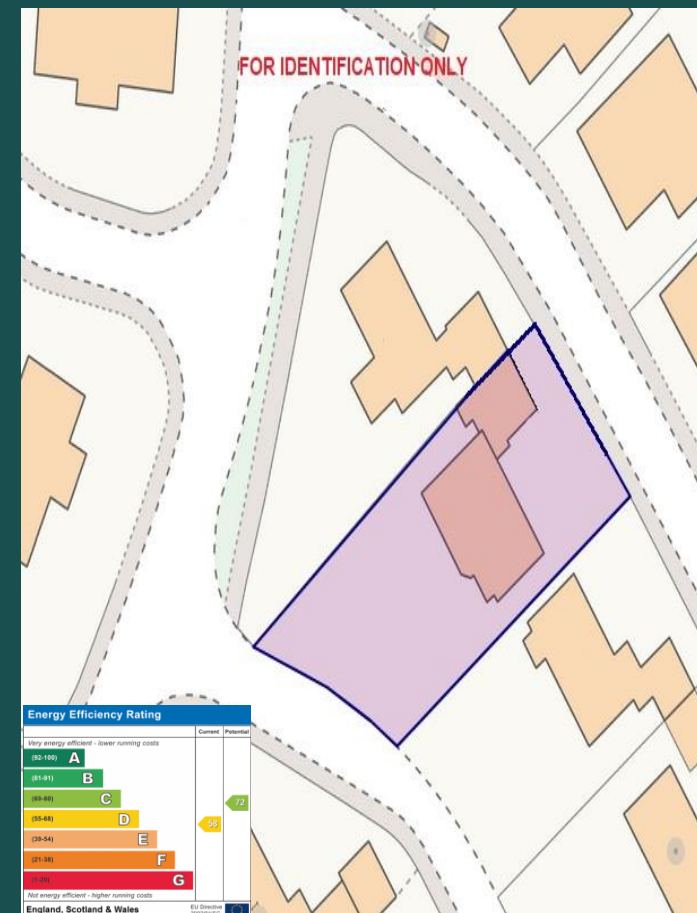 FOR IDENTIFICATION ONLY
Energy Efficiency Rating
Current Potential
Very energy efficient - lower running costs
(92-100) A
(81-91) B
(69-80) C
72
(55-68) D
58
(39-54) E
(21-38) F
(1-20) G
Not energy efficient - higher running costs
England, Scotland & Wales
EU Directive